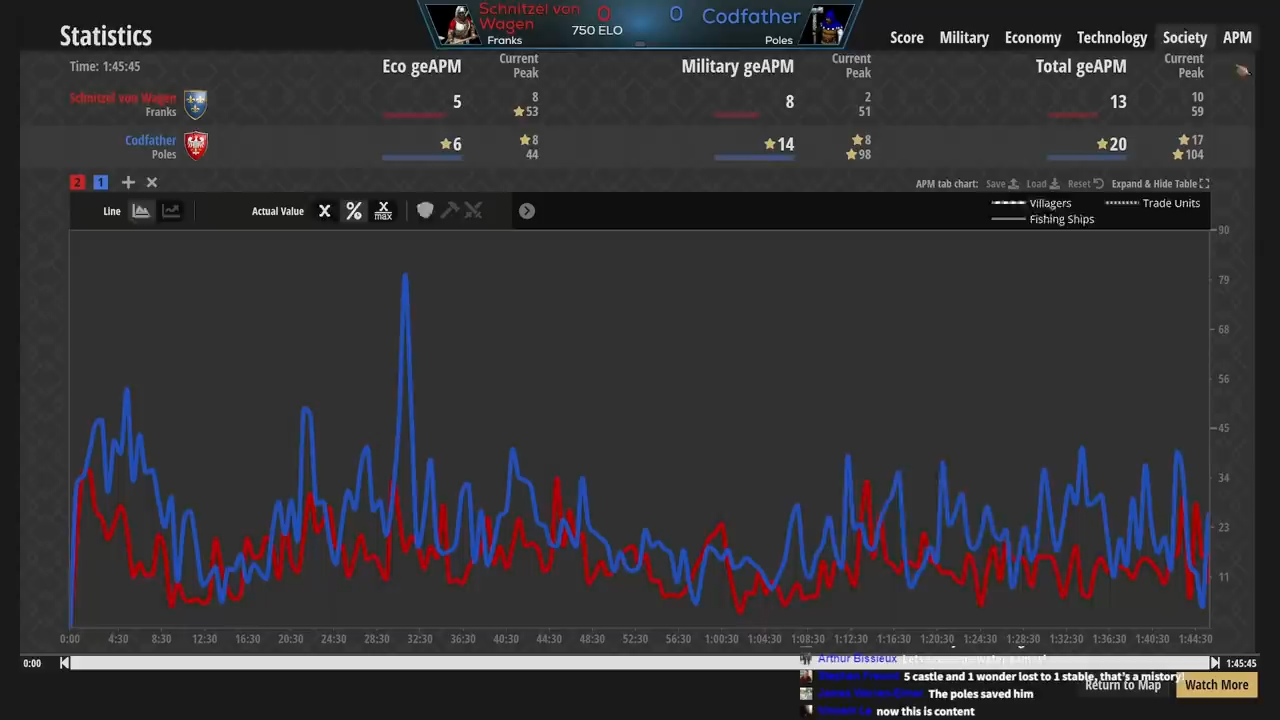 Statistics
Schnitzel von
Wagen
Franks
0
750 ELO
0
Codfather
Poles
Score Military Economy Technology Society APM
Time: 1:45:45
Eco geAPM
Current
Peak
Military geAPM
Current
Peak
Total geAPM
Current
Peak
Schnitzel von Wagen
Franks
5
8
53
8
2
51
13
10
59
Codfather
Poles
6
8
44
14
8
98
20
17
104
2 1
APM tab chart: Save Load Reset Expand & Hide Table
Line
Actual Value X % X
max
Villagers Trade Units
Fishing Ships
90
79
68
56
45
34
23
11
0:00 4:30 8:30 12:30 16:30 20:30 24:30 28:30 32:30 36:30 40:30 44:30 48:30 52:30 56:30 1:00:30 1:04:30 1:08:30 1:12:30 1:16:30 1:20:30 1:24:30 1:28:30 1:32:30 1:36:30 1:40:30 1:44:30
0:00
1:45:45
Arthur Bissieux
5 castle and 1 wonder lost to 1 stable, that's a mistory!
The poles saved him
now this is content
Return to Map
Watch More